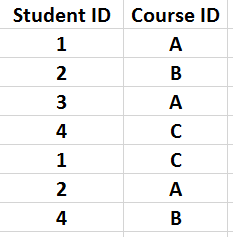 Student ID Course ID
1 A
2 B
3 A
4 C
1 C
2 A
4 B